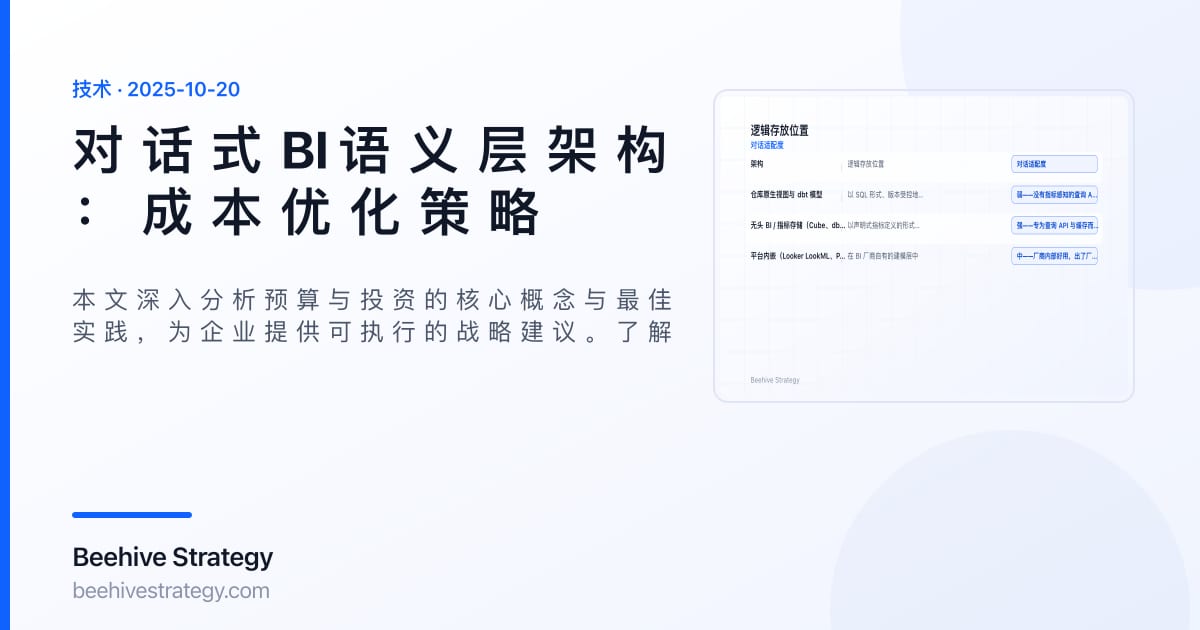 技术 · 2025-10-20
对话式BI语义层架构
：成本优化策略
本文深入分析预算与投资的核心概念与最佳
实践，为企业提供可执行的战略建议。了解
Beehive Strategy
beehivestrategy.com
逻辑存放位置
对话适配度
架构 逻辑存放位置 对话适配度
仓库原生视图与 dbt 模型 以 SQL 形式、版本受控地... 弱——没有指标感知的查询 A...
无头 BI / 指标存储（Cube、db... 以声明式指标定义的形式... 强——专为查询 API 与缓存而...
平台内嵌（Looker LookML、P... 在 BI 厂商自有的建模层中 中——厂商内部好用，出了厂...
Beehive Strategy